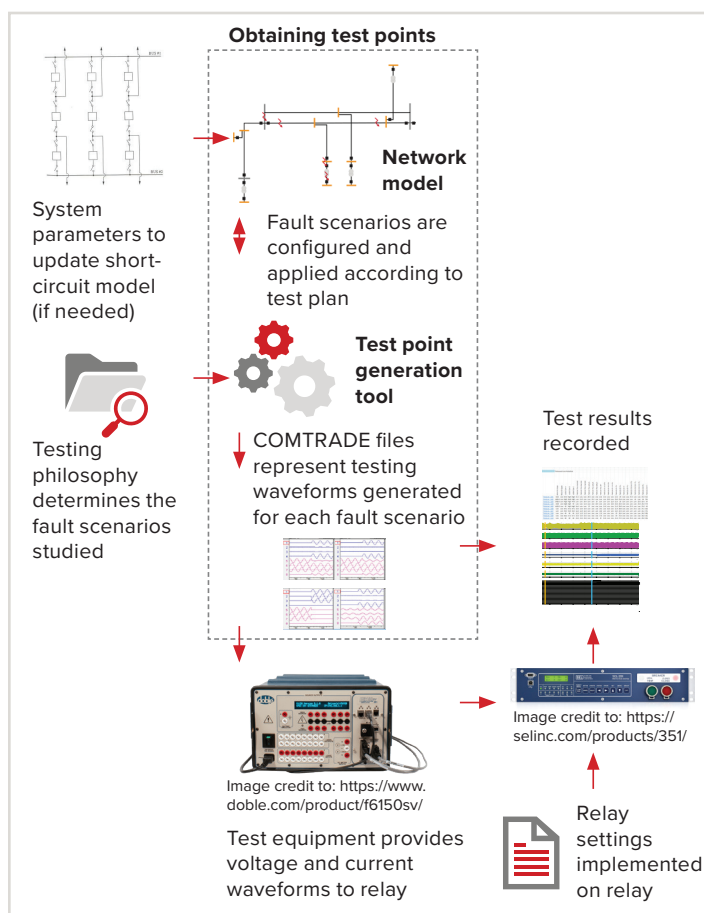 Obtaining test points
Network
model
System
parameters to
update short-
circuit model
(if needed)
Fault scenarios are
configured and
applied according to
test plan
Test point
generation
tool
Testing
philosophy
determines the
fault scenarios
studied
COMTRADE files
represent testing
waveforms generated
for each fault scenario
Test results
recorded
Image credit to: https://
selinc.com/products/351/
Image credit to: https://www.
doble.com/product/f6150sv/
Test equipment provides
voltage and current
waveforms to relay
Relay
settings
implemented
on relay